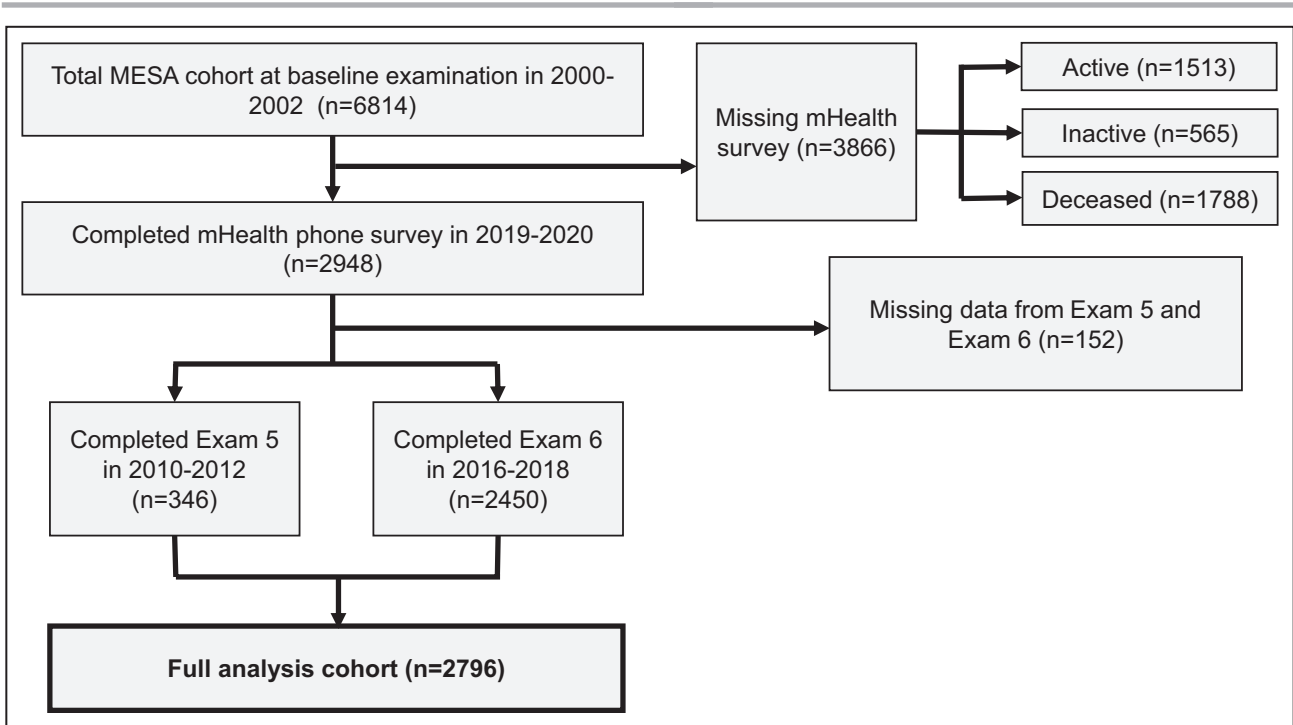 Total MESA cohort at baseline examination in 2000-
2002 (n=6814)
Missing mHealth
survey (n=3866)
Active (n=1513)
Inactive (n=565)
Deceased (n=1788)
Completed mHealth phone survey in 2019-2020
(n=2948)
Missing data from Exam 5 and
Exam 6 (n=152)
Completed Exam 5
in 2010-2012
(n=346)
Completed Exam 6
in 2016-2018
(n=2450)
Full analysis cohort (n=2796)